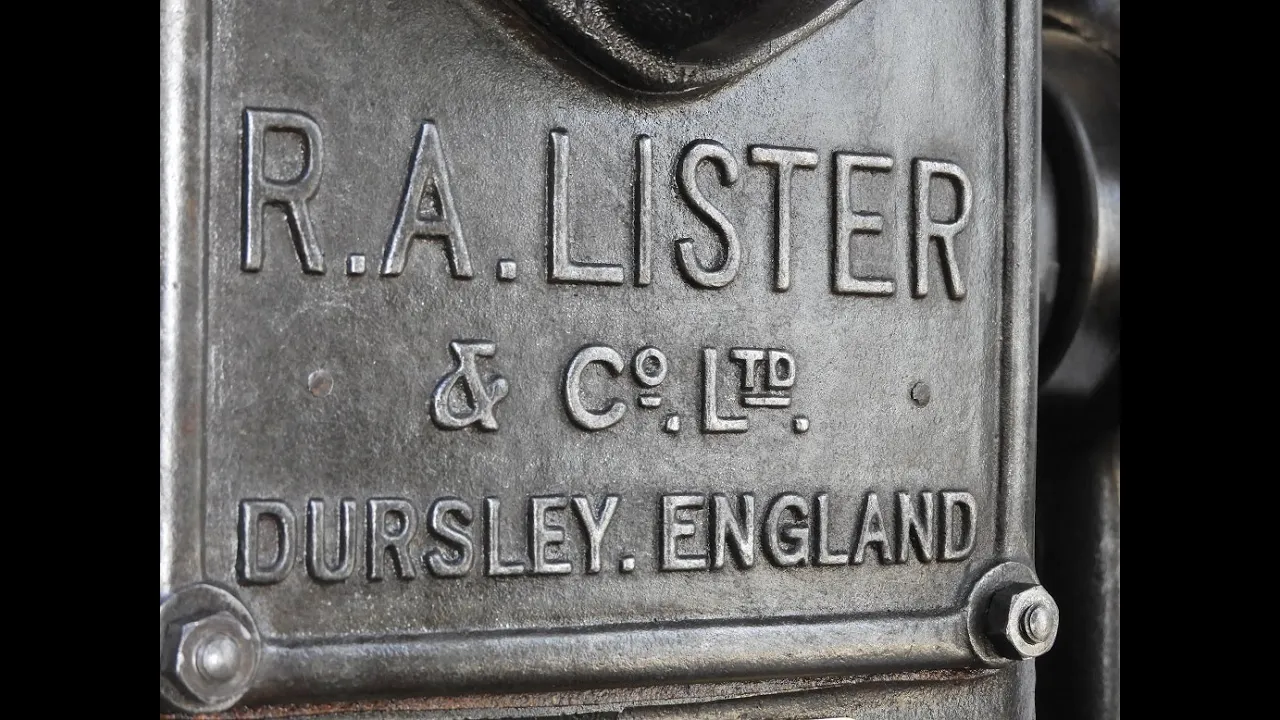 R.A.LISTER
& Co. LTD.
DURSLEY. ENGLAND